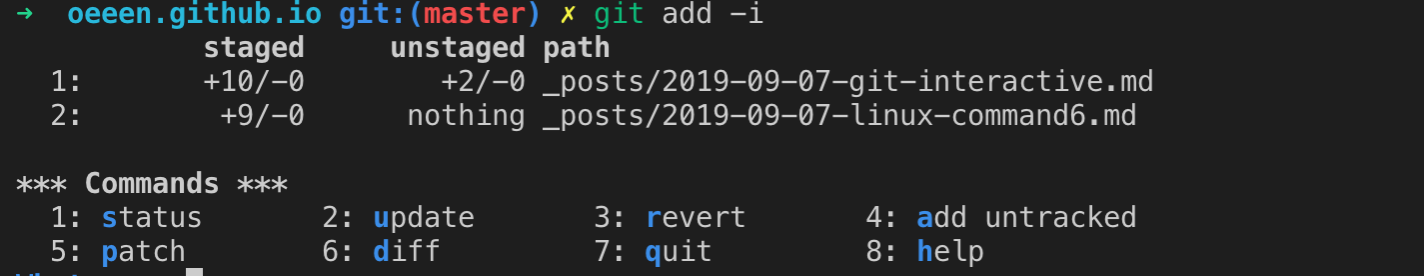 → oeeen.github.io git:(master) ✗ git add -i
staged unstaged path
1: +10/-0 +2/-0 _posts/2019-09-07-git-interactive.md
2: +9/-0 nothing _posts/2019-09-07-linux-command6.md
*** Commands ***
1: status 2: update 3: revert 4: add untracked
5: patch 6: diff 7: quit 8: help